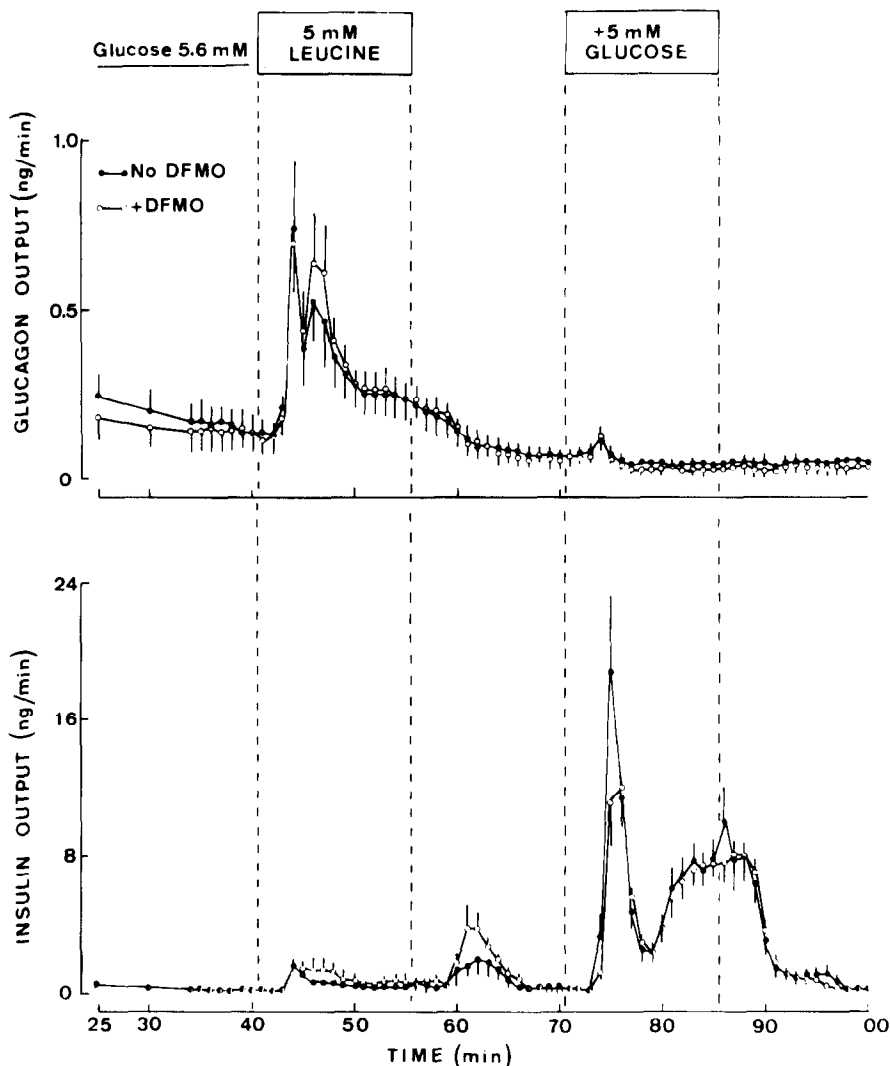 Glucose 5.6 mM
5 mM
LEUCINE
+5 mM
GLUCOSE
GLUCAGON OUTPUT (ng/min)
1.0
0.5
0
No DFMO
+DFMO
INSULIN OUTPUT (ng/min)
24
16
8
0
25 30 40 50 60 70 80 90 00
TIME (min)